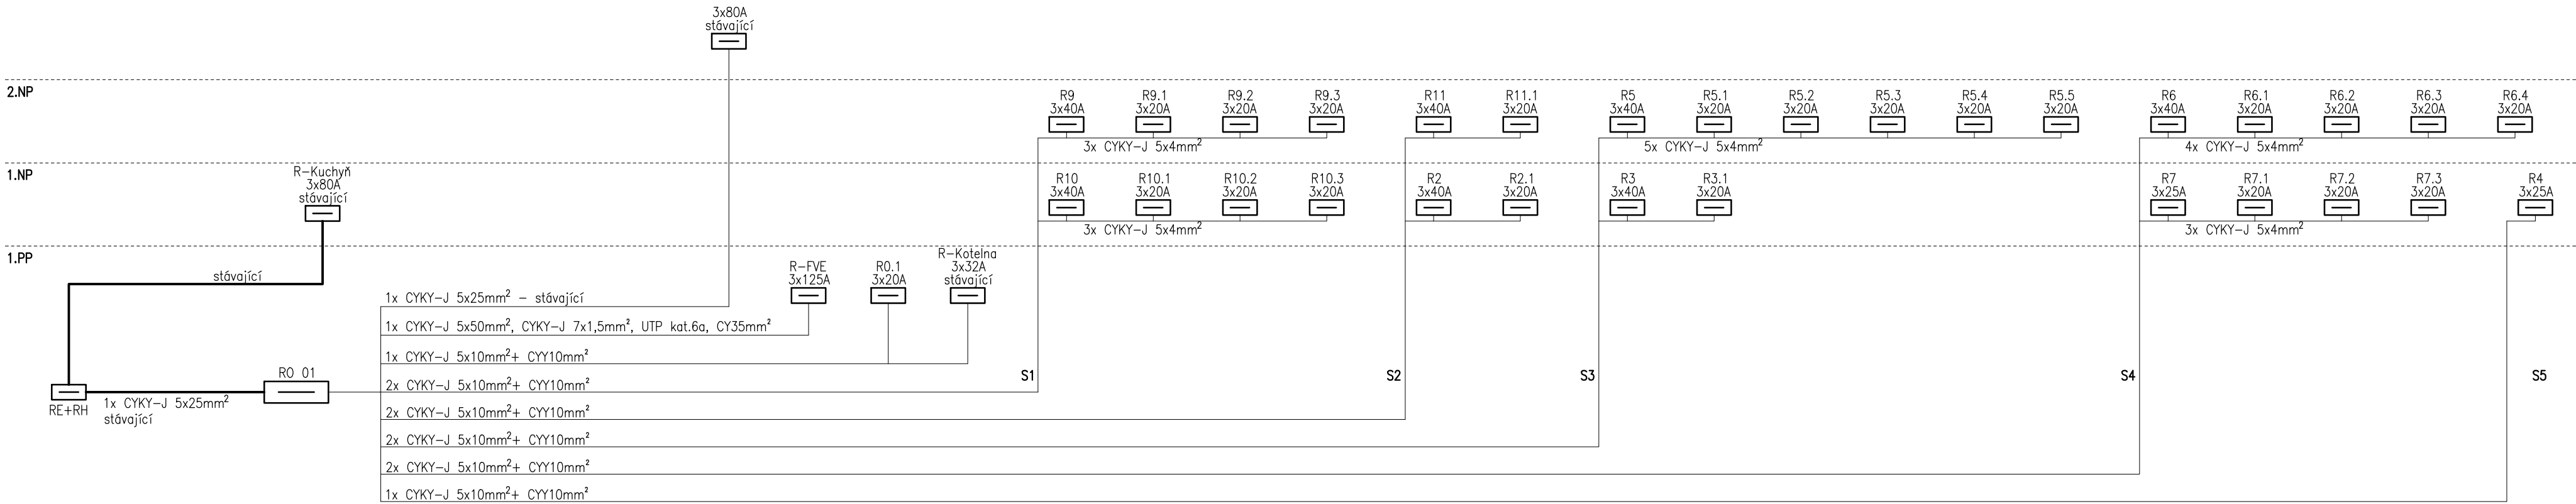 3x80A
stávající
2.NP
R9
3x40A
R9.1
3x20A
R9.2
3x20A
R9.3
3x20A
3x CYKY-J 5x4mm²
R11
3x40A
R11.1
3x20A
R5
3x40A
R5.1
3x20A
R5.2
3x20A
R5.3
3x20A
R5.4
3x20A
R5.5
3x20A
5x CYKY-J 5x4mm²
R6
3x40A
R6.1
3x20A
R6.2
3x20A
R6.3
3x20A
R6.4
3x20A
4x CYKY-J 5x4mm²
1.NP
R-Kuchyň
3x80A
stávající
R10
3x40A
R10.1
3x20A
R10.2
3x20A
R10.3
3x20A
3x CYKY-J 5x4mm²
R2
3x40A
R2.1
3x20A
R3
3x40A
R3.1
3x20A
R7
3x25A
R7.1
3x20A
R7.2
3x20A
R7.3
3x20A
3x CYKY-J 5x4mm²
R4
3x25A
1.PP
stávající
R-FVE
3x125A
R0.1
3x20A
R-Kotelna
3x32A
stávající
1x CYKY-J 5x25mm² - stávající
1x CYKY-J 5x50mm², CYKY-J 7x1,5mm², UTP kat.6a, CY35mm²
1x CYKY-J 5x10mm²+ CYY10mm²
RE+RH
1x CYKY-J 5x25mm²
stávající
RO 01
2x CYKY-J 5x10mm²+ CYY10mm²
2x CYKY-J 5x10mm²+ CYY10mm²
2x CYKY-J 5x10mm²+ CYY10mm²
2x CYKY-J 5x10mm²+ CYY10mm²
1x CYKY-J 5x10mm²+ CYY10mm²
S1
S2
S3
S4
S5